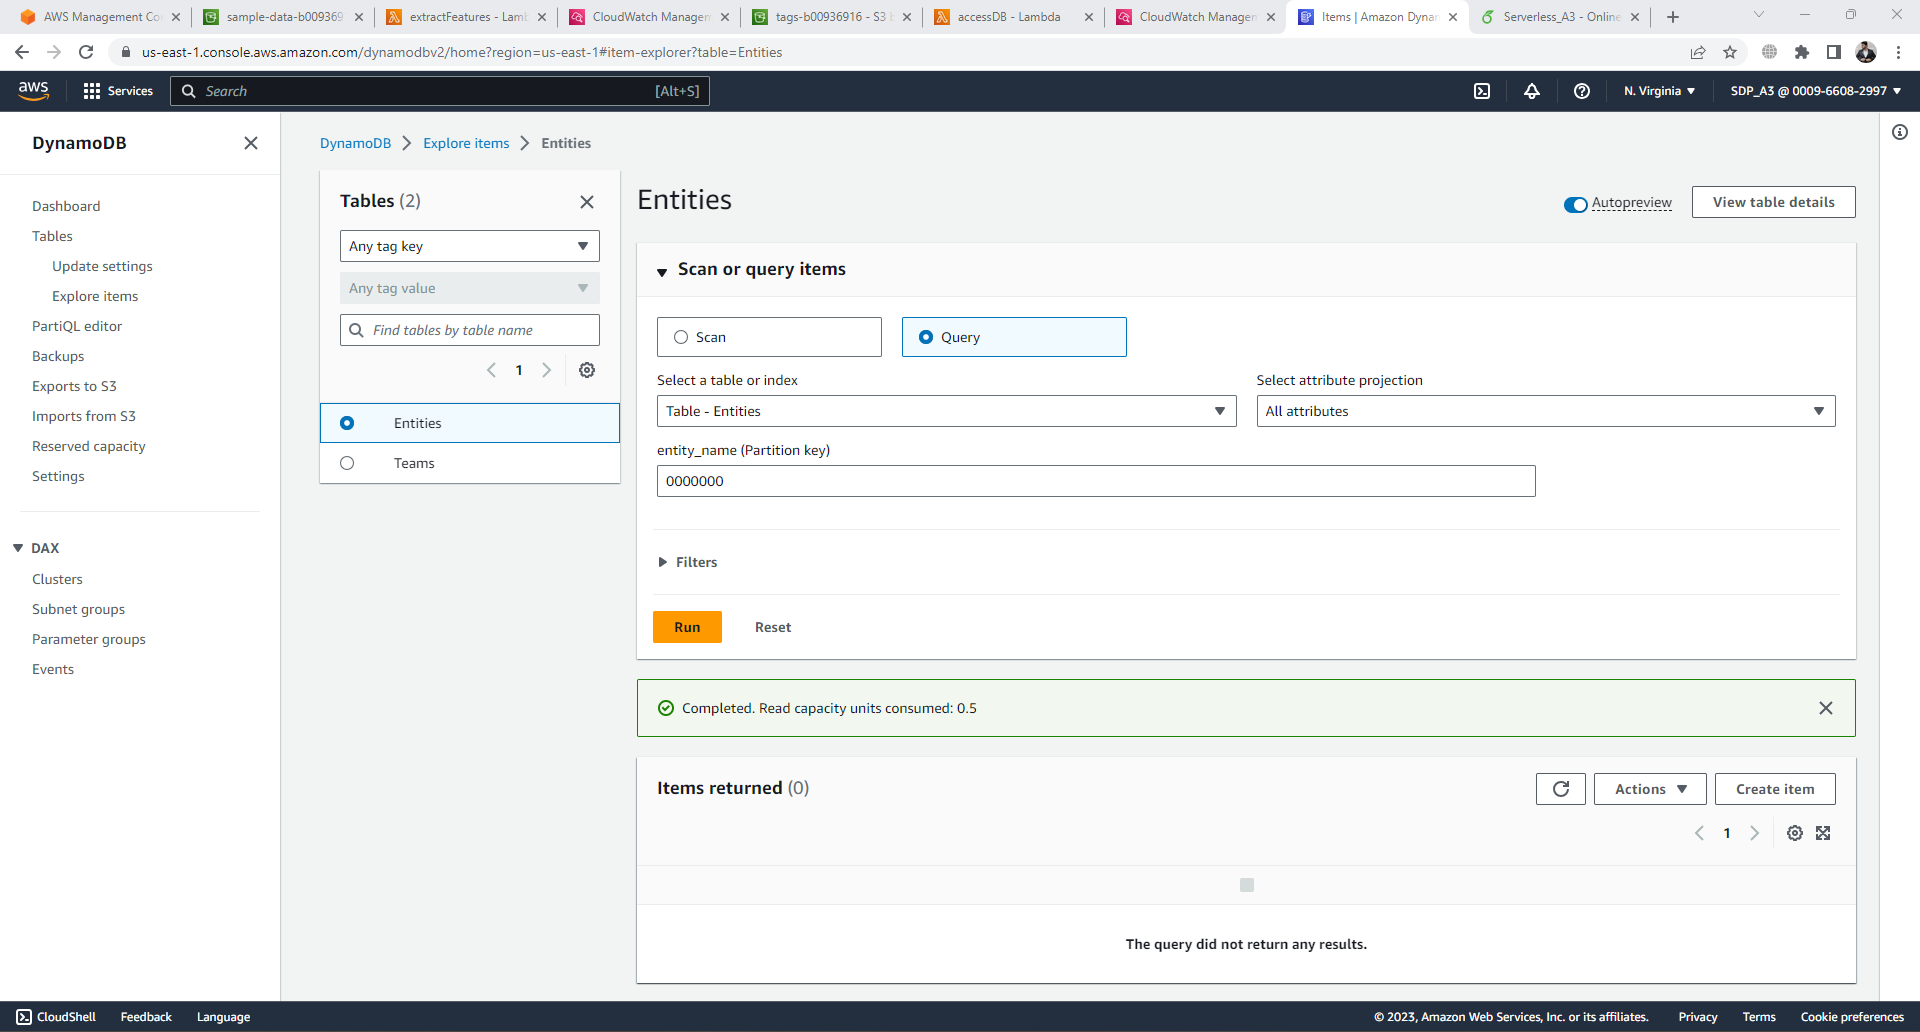 AWS Management Co
sample-data-b009369
extractFeatures - Lamb
CloudWatch Managem
tags-b00936916 - S3 b
accessDB - Lambda
CloudWatch Managem
Items | Amazon Dynam
Serverless_A3 - Online
us-east-1.console.aws.amazon.com/dynamodbv2/home?region=us-east-1#item-explorer?table=Entities
aws
Services
Search
[Alt+S]
N. Virginia
SDP_A3 @ 0009-6608-2997
DynamoDB
Dashboard
Tables
Update settings
Explore items
PartiQL editor
Backups
Exports to S3
Imports from S3
Reserved capacity
Settings
DAX
Clusters
Subnet groups
Parameter groups
Events
DynamoDB
Explore items
Entities
Tables (2)
Any tag key
Any tag value
Find tables by table name
1
Entities
Teams
Entities
Autopreview
View table details
Scan or query items
Scan
Query
Select a table or index
Select attribute projection
Table - Entities
All attributes
entity_name (Partition key)
0000000
Filters
Run
Reset
Completed. Read capacity units consumed: 0.5
Items returned (0)
Actions
Create item
1
The query did not return any results.
CloudShell
Feedback
Language
© 2023, Amazon Web Services, Inc. or its affiliates.
Privacy
Terms
Cookie preferences